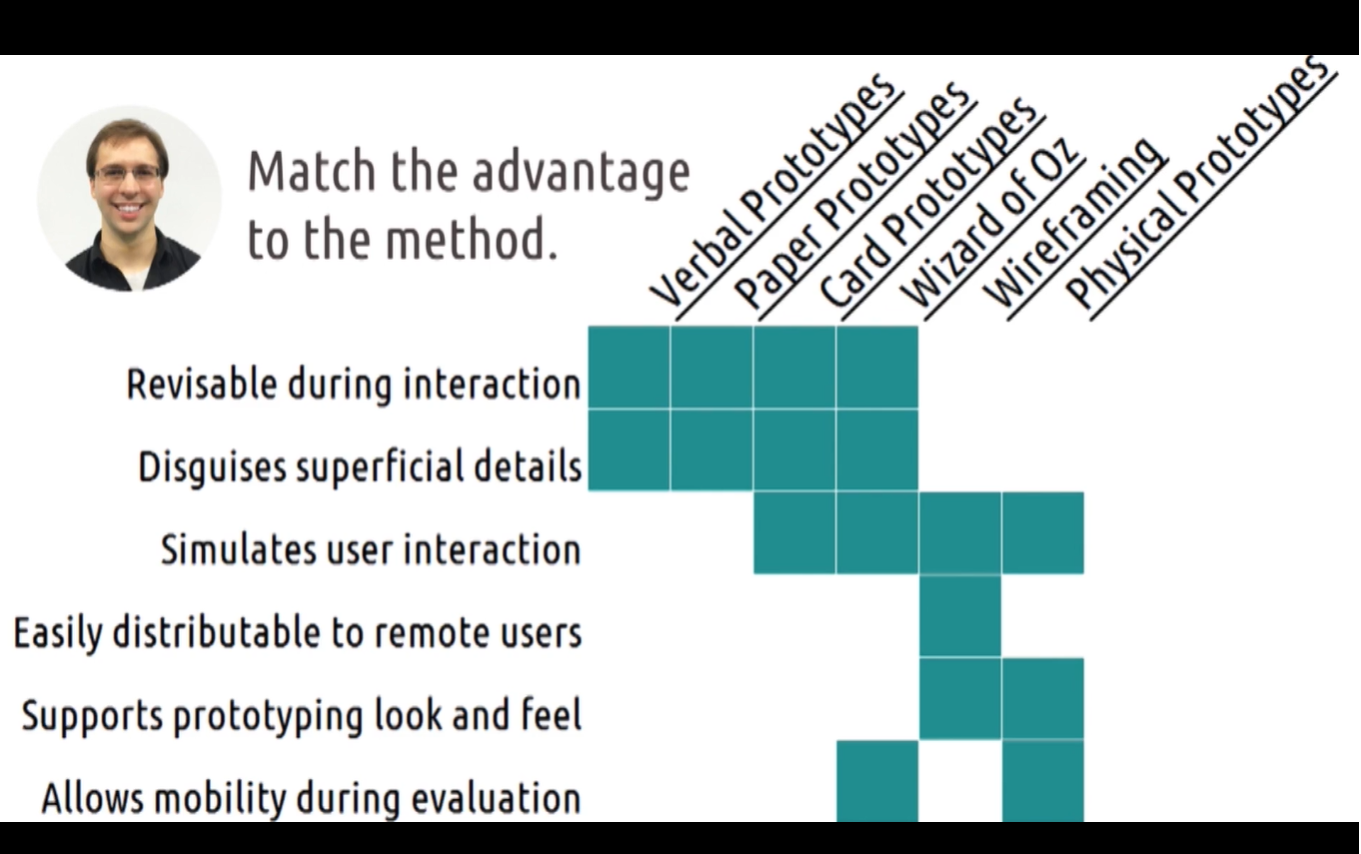 Match the advantage
to the method.
Verbal Prototypes
Paper Prototypes
Card Prototypes
Wizard of Oz
Wireframing
Physical Prototypes
Revisable during interaction
Disguises superficial details
Simulates user interaction
Easily distributable to remote users
Supports prototyping look and feel
Allows mobility during evaluation